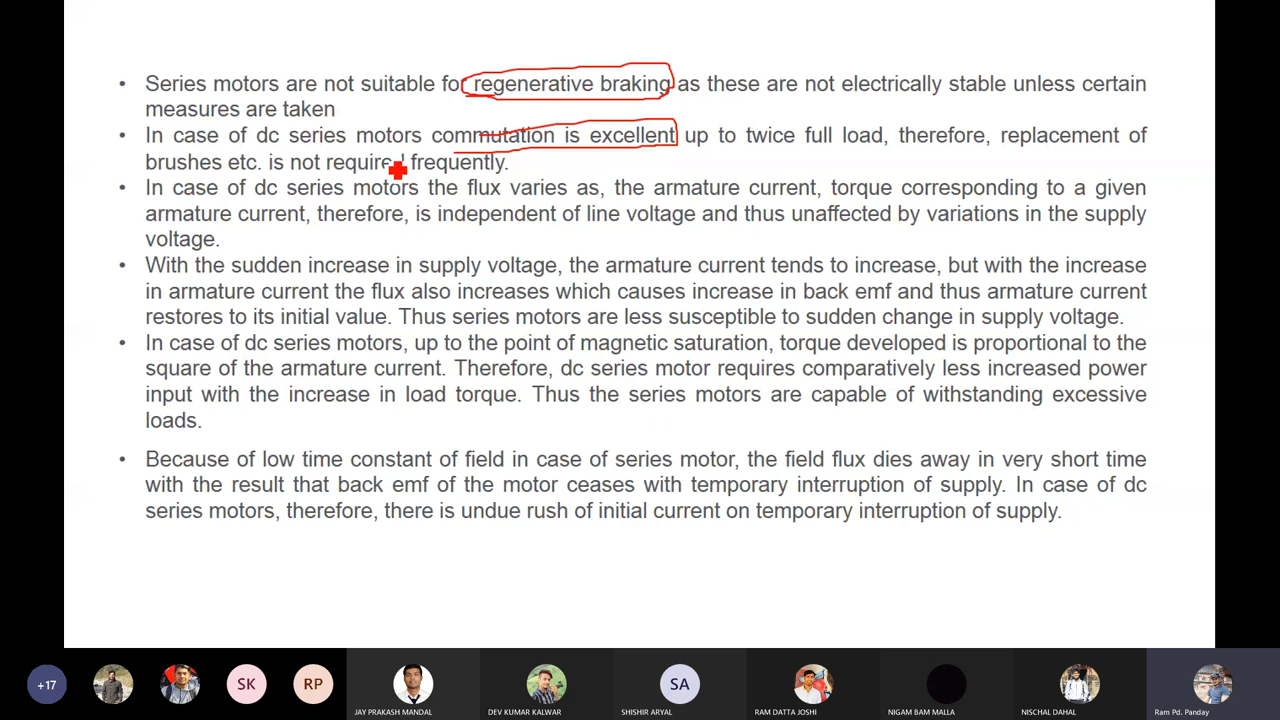 • Series motors are not suitable for regenerative braking as these are not electrically stable unless certain
measures are taken
• In case of dc series motors commutation is excellent up to twice full load, therefore, replacement of
brushes etc. is not required frequently.
• In case of dc series motors the flux varies as, the armature current, torque corresponding to a given
armature current, therefore, is independent of line voltage and thus unaffected by variations in the supply
voltage.
• With the sudden increase in supply voltage, the armature current tends to increase, but with the increase
in armature current the flux also increases which causes increase in back emf and thus armature current
restores to its initial value. Thus series motors are less susceptible to sudden change in supply voltage.
• In case of dc series motors, up to the point of magnetic saturation, torque developed is proportional to the
square of the armature current. Therefore, dc series motor requires comparatively less increased power
input with the increase in load torque. Thus the series motors are capable of withstanding excessive
loads.
• Because of low time constant of field in case of series motor, the field flux dies away in very short time
with the result that back emf of the motor ceases with temporary interruption of supply. In case of dc
series motors, therefore, there is undue rush of initial current on temporary interruption of supply.
+17 SK RP SA
JAY PRAKASH MANDAL DEV KUMAR KALWAR SHISHIR ARYAL RAM DATTA JOSHI NIGAM BAM MALLA NISCHAL DAHAL Ram Pd. Panday